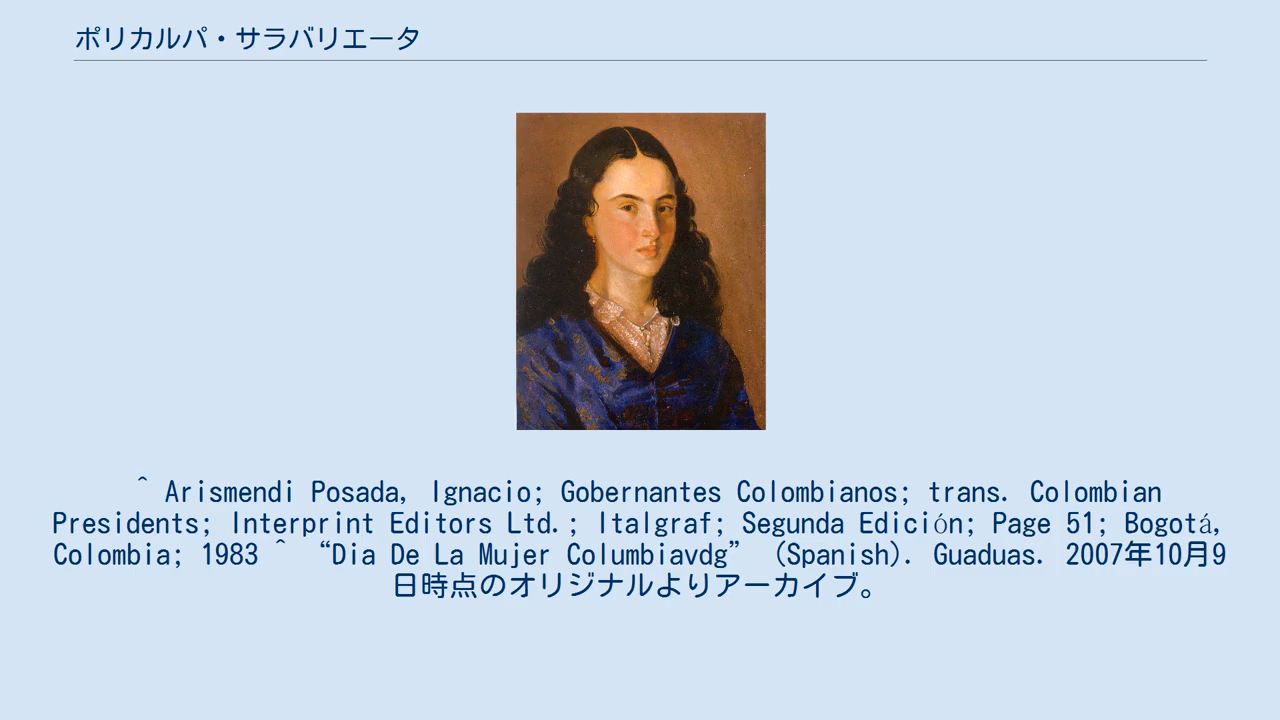 ポリカルパ・サラバリエータ
^ Arismendi Posada, Ignacio; Gobernantes Colombianos; trans. Colombian
Presidents; Interprint Editors Ltd.; Italgraf; Segunda Edición; Page 51; Bogotá,
Colombia; 1983 ^ “Dia De La Mujer Columbiavdg” (Spanish). Guaduas. 2007年10月9
日時点のオリジナルよりアーカイブ。